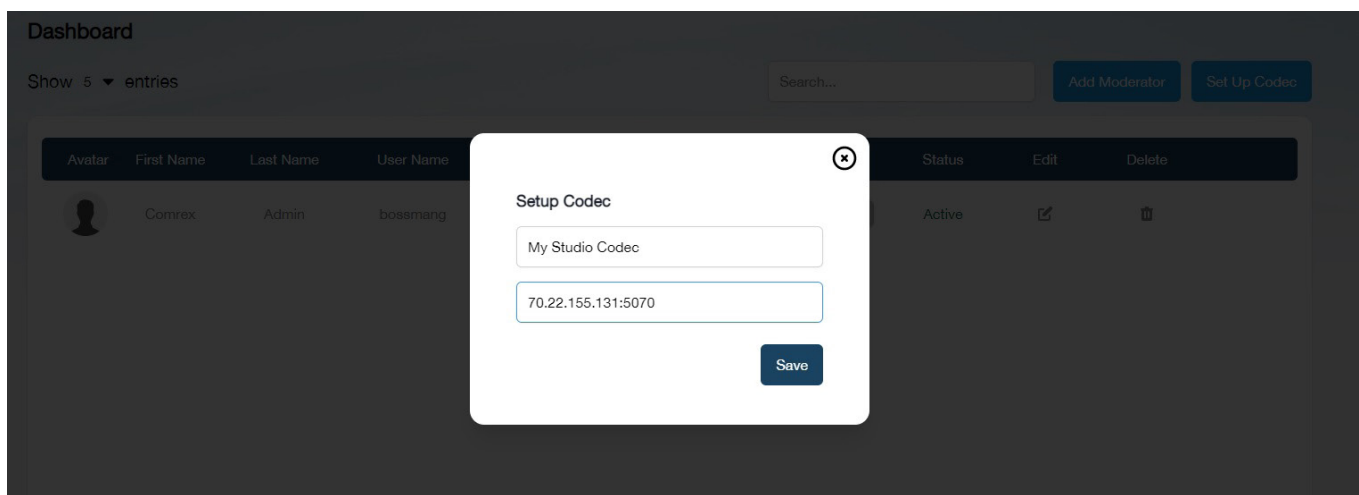 Dashboard
Show 5 entries
Search...
Add Moderator
Set Up Codec
Avatar First Name Last Name User Name Status Edit Delete
Comrex Admin bossmang Active
Setup Codec
My Studio Codec
70.22.155.131:5070
Save